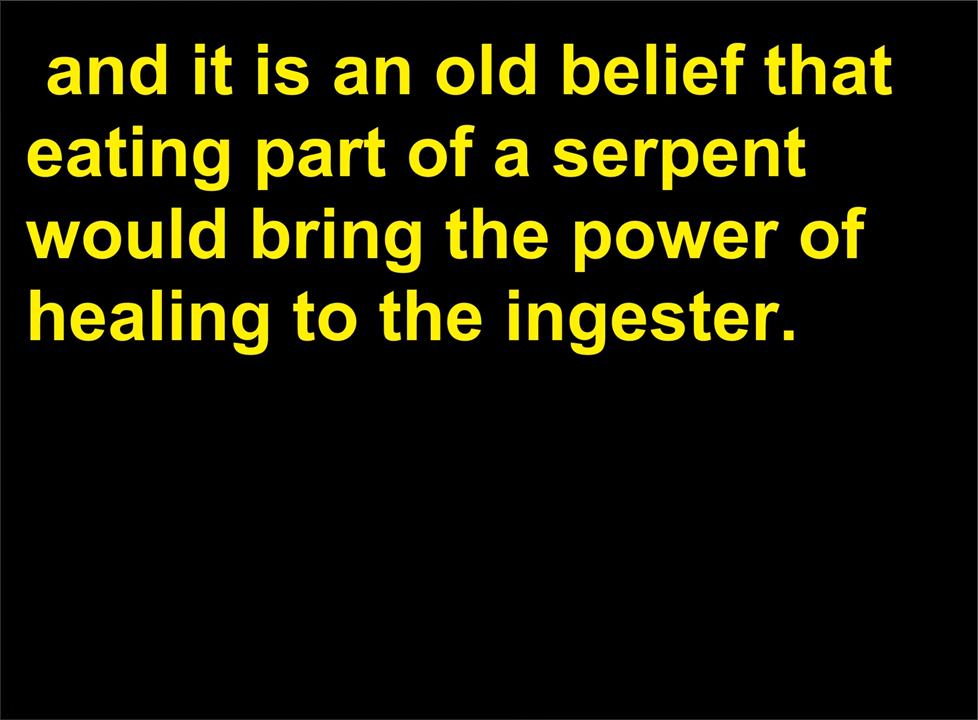 and it is an old belief that
eating part of a serpent
would bring the power of
healing to the ingester.